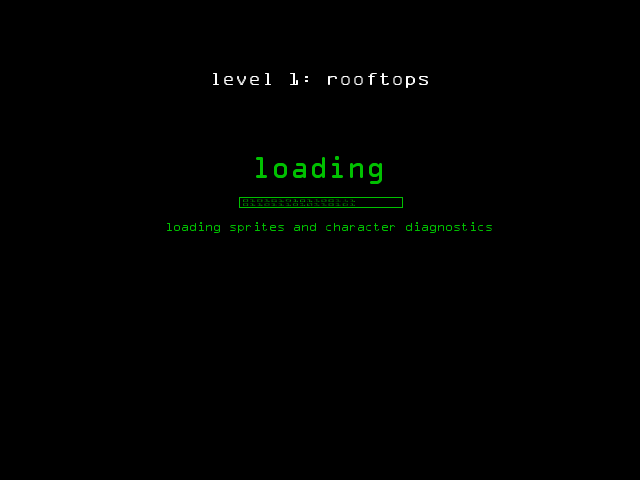 level 1: rooftops
loading
loading sprites and character diagnostics